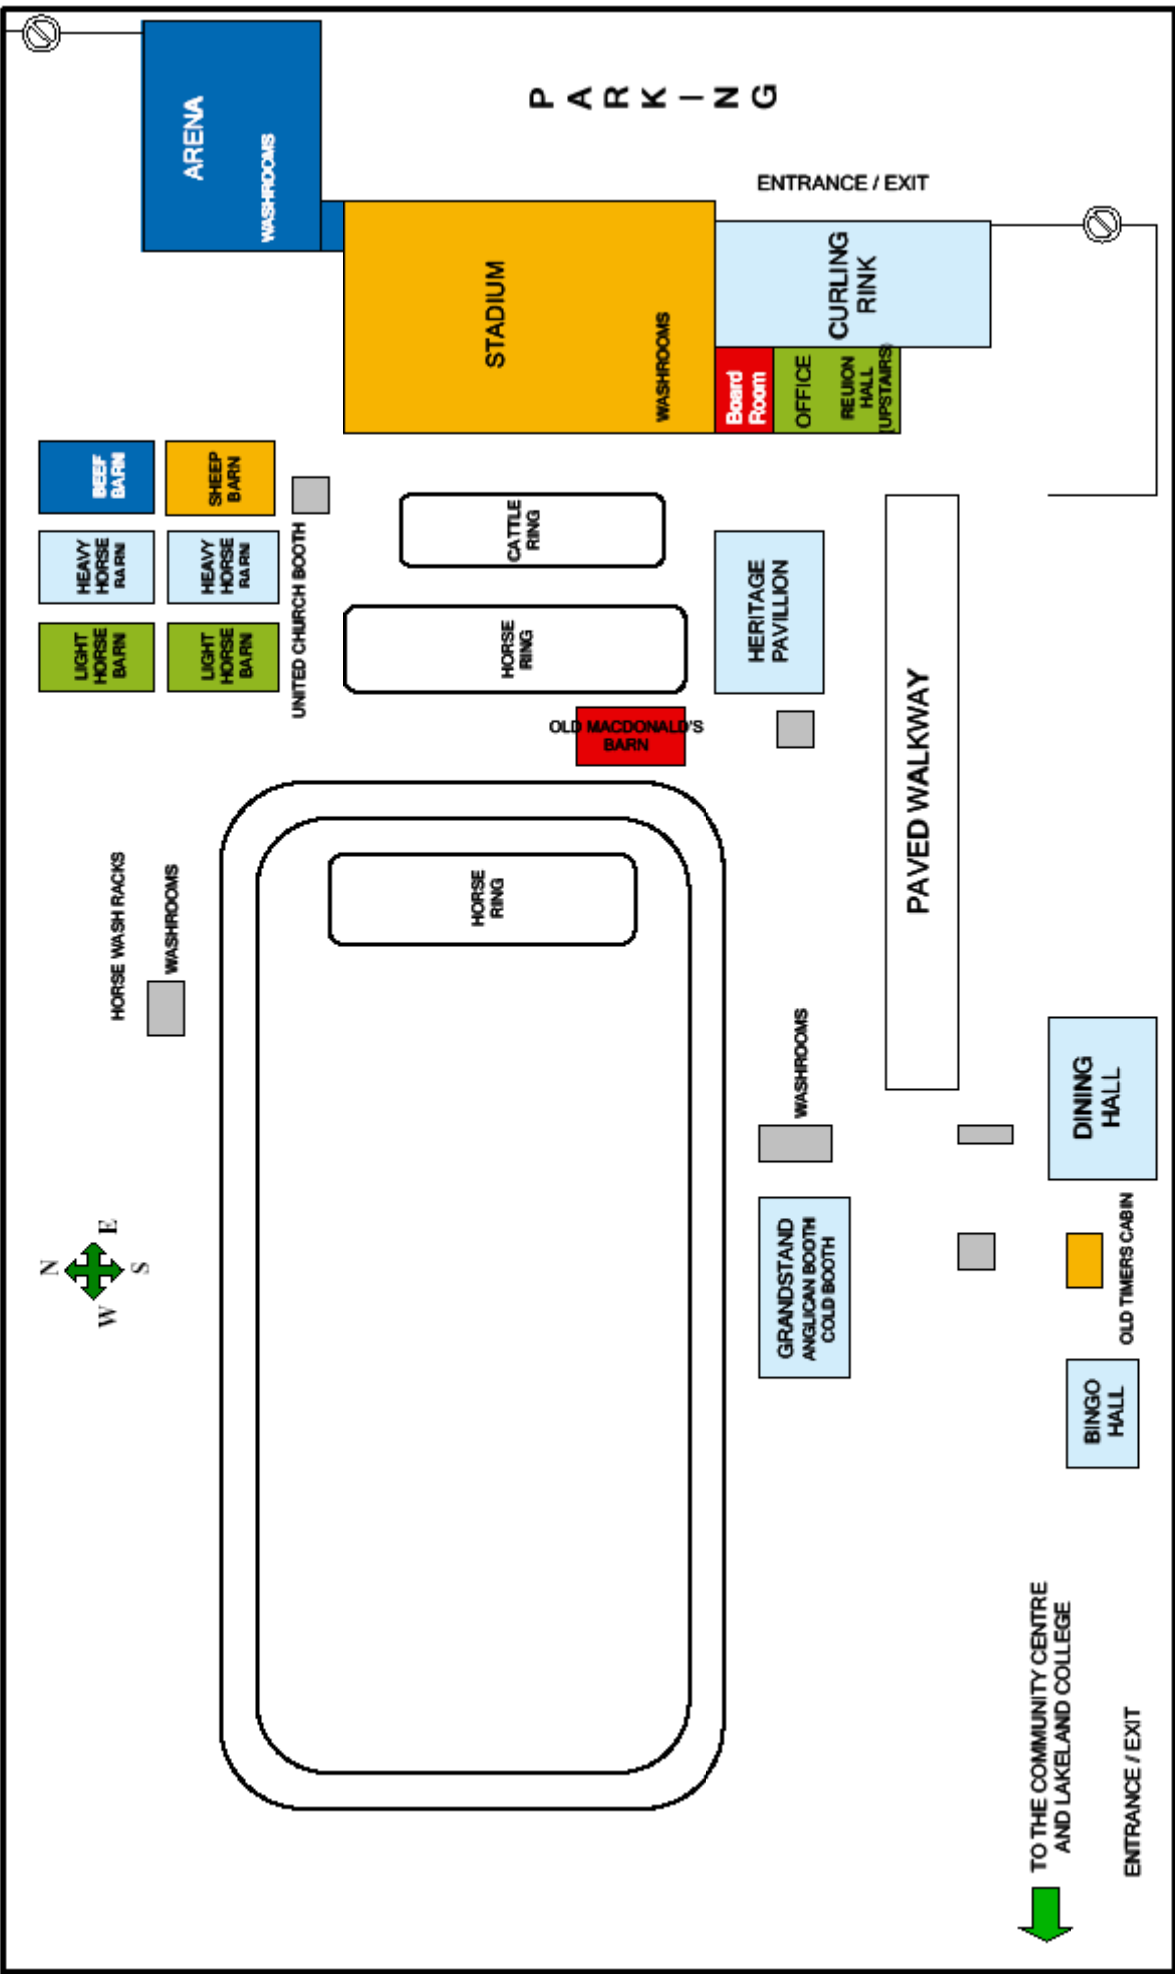 PARKING
ARENA
WASHROOMS
ENTRANCE / EXIT
STADIUM
WASHROOMS
CURLING
RINK
Board
Room
OFFICE
REUION
HALL
(UPSTAIRS)
BEEF
BARN
SHEEP
BARN
HEAVY
HORSE
BARN
HEAVY
HORSE
BARN
LIGHT
HORSE
BARN
LIGHT
HORSE
BARN
UNITED CHURCH BOOTH
CATTLE
RING
HORSE
RING
HERITAGE
PAVILLION
OLD MACDONALD'S
BARN
PAVED WALKWAY
HORSE WASH RACKS
WASHROOMS
HORSE
RING
WASHROOMS
DINING
HALL
N
E
S
W
GRANDSTAND
ANGLICAN BOOTH
COLD BOOTH
OLD TIMERS CABIN
BINGO
HALL
TO THE COMMUNITY CENTRE
AND LAKELAND COLLEGE
ENTRANCE / EXIT